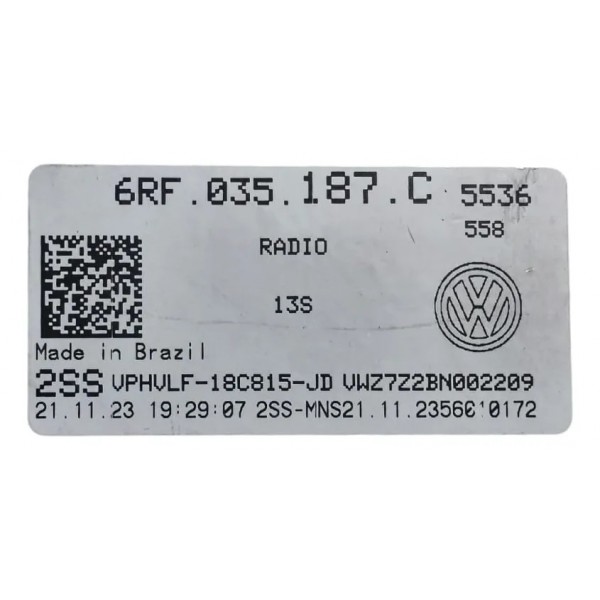 6RF.035.187.C 5536
558
RADIO
13S
Made in Brazil
2SS VPHVLF-18C815-JD VWZ7Z2BN002209
21.11.23 19:29:07 2SS-MNS21.11.2356